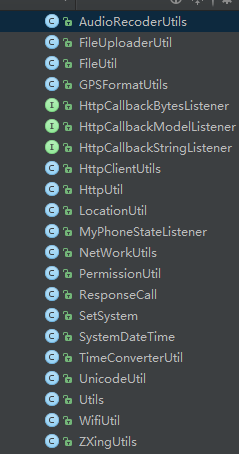 AudioRecoderUtils
FileUploaderUtil
FileUtil
GPSFormatUtils
HttpCallbackBytesListener
HttpCallbackModelListener
HttpCallbackStringListener
HttpClientUtils
HttpUtil
LocationUtil
MyPhoneStateListener
NetWorkUtils
PermissionUtil
ResponseCall
SetSystem
SystemDateTime
TimeConverterUtil
UnicodeUtil
Utils
WifiUtil
ZXingUtils